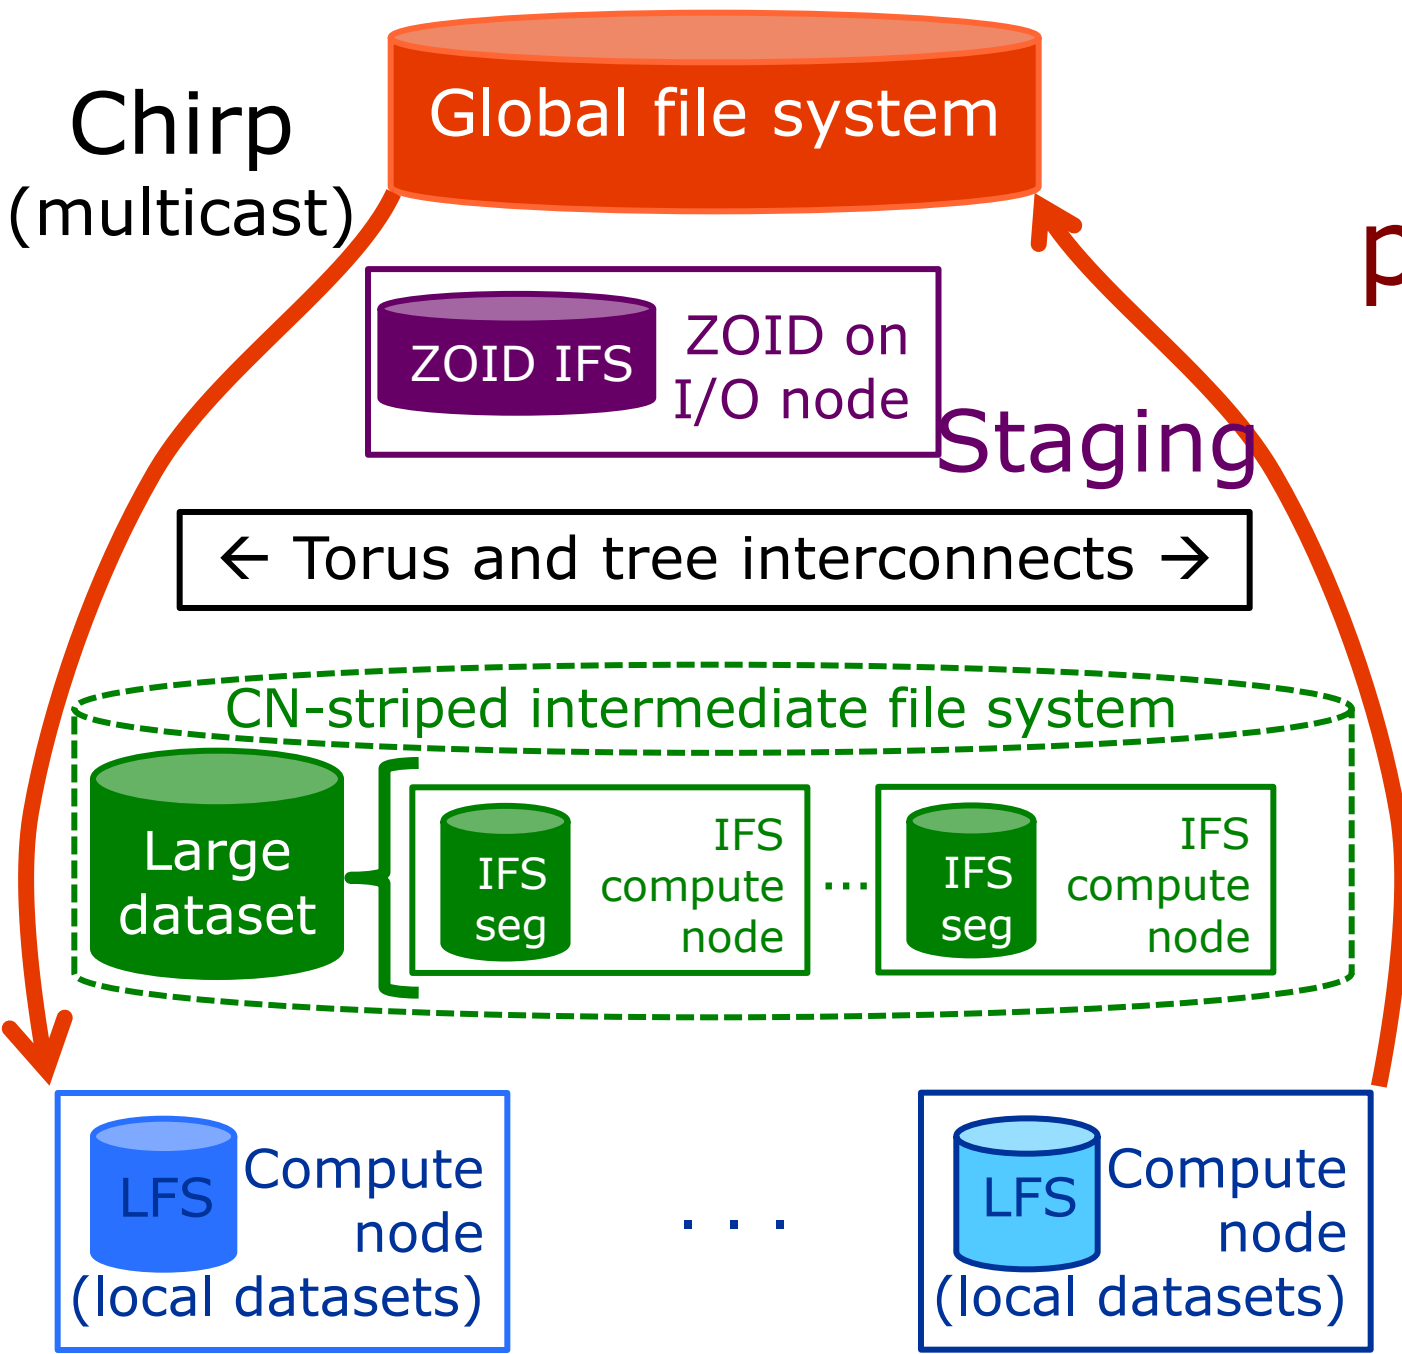 Global file system
Chirp
(multicast)
p
ZOID IFS
ZOID on
I/O node
Staging
← Torus and tree interconnects →
CN-striped intermediate file system
Large
dataset
IFS
seg
IFS
compute
node
...
IFS
seg
IFS
compute
node
LFS
Compute
node
(local datasets)
. . .
LFS
Compute
node
(local datasets)